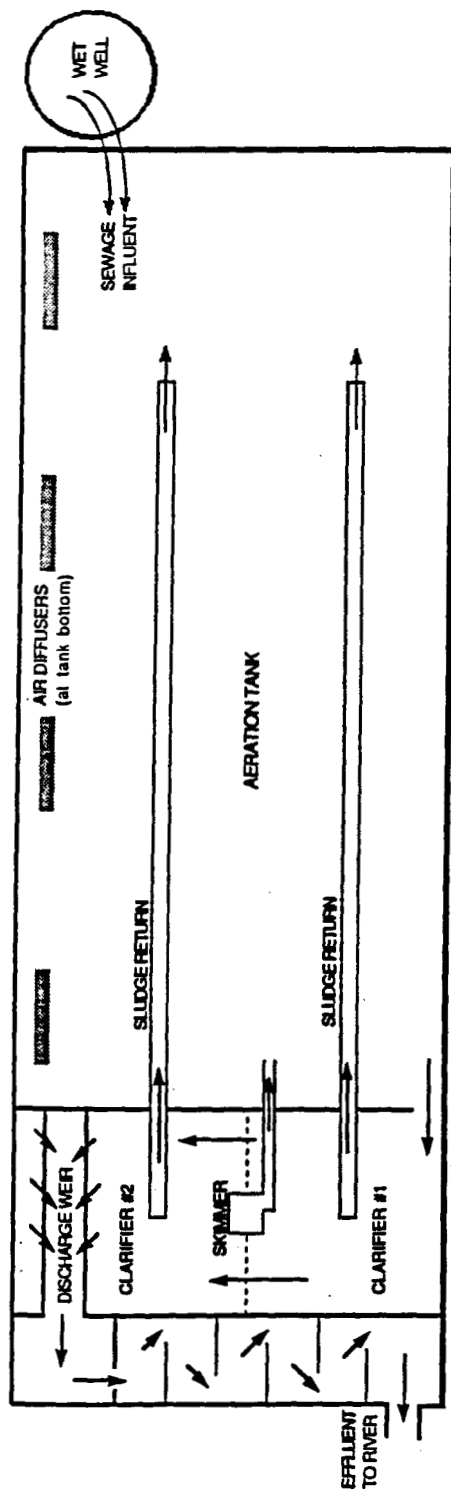 WET
WELL
SEWAGE
INFLUENT
AIR DIFFUSERS
(at tank bottom)
AERATION TANK
SLUDGE RETURN
SLUDGE RETURN
DISCHARGE WEIR
CLARIFIER #2
SKIMMER
CLARIFIER #1
EFFLUENT
TO RIVER